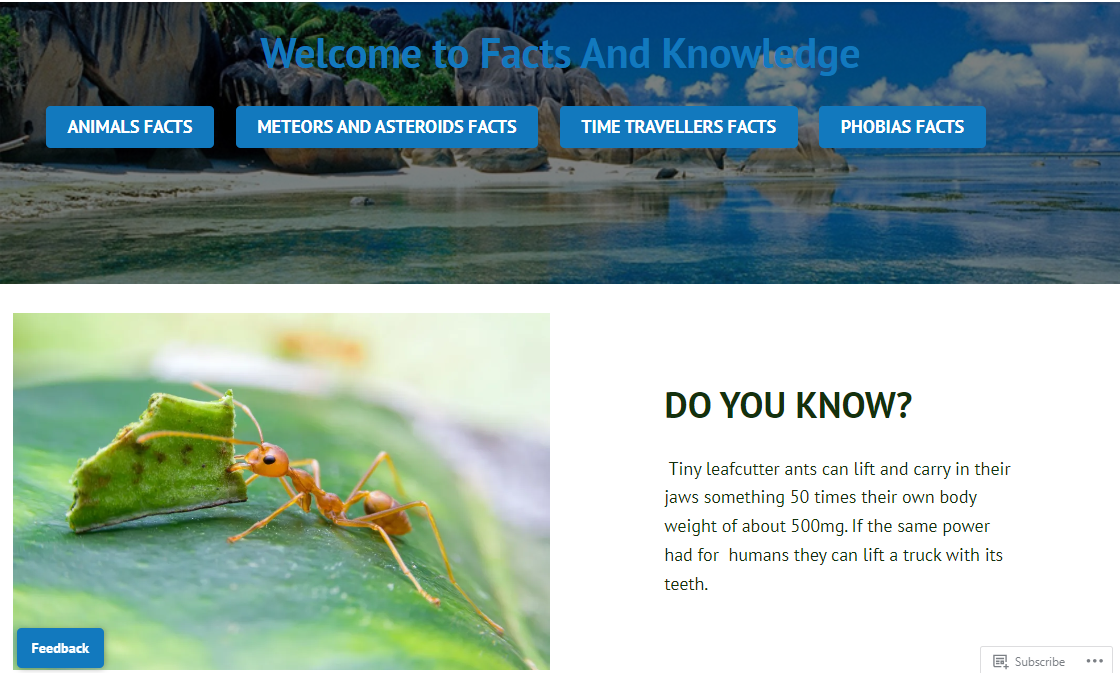 Welcome to Facts And Knowledge
ANIMALS FACTS
METEORS AND ASTEROIDS FACTS
TIME TRAVELLERS FACTS
PHOBIAS FACTS
DO YOU KNOW?
Tiny leafcutter ants can lift and carry in their
jaws something 50 times their own body
weight of about 500mg. If the same power
had for humans they can lift a truck with its
teeth.
Feedback
Subscribe